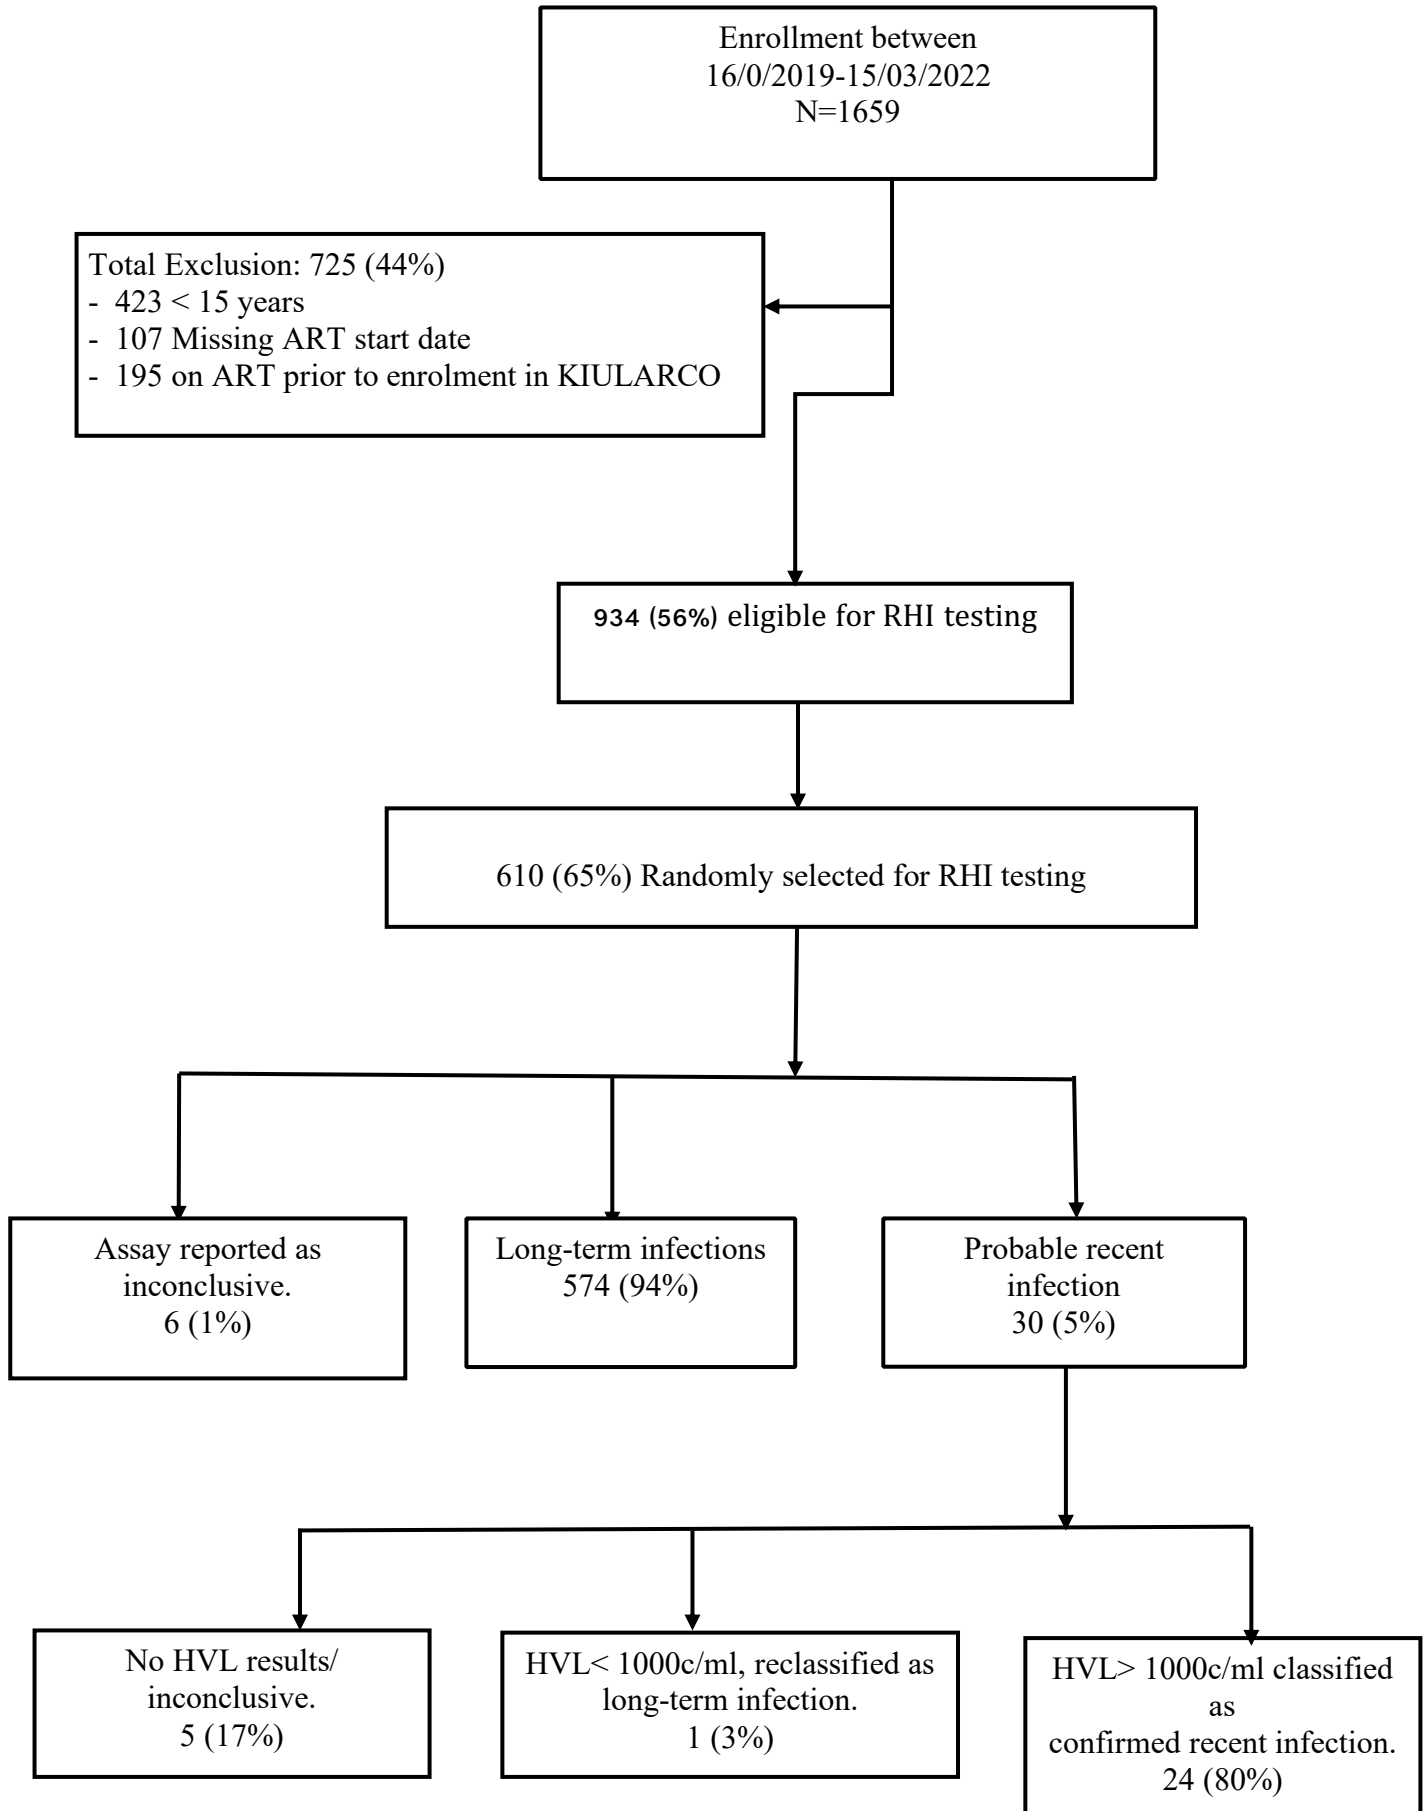 Enrollment between
16/0/2019-15/03/2022
N=1659
Total Exclusion: 725 (44%)
- 423 < 15 years
- 107 Missing ART start date
- 195 on ART prior to enrolment in KIULARCO
934 (56%) eligible for RHI testing
610 (65%) Randomly selected for RHI testing
Assay reported as
inconclusive.
6 (1%)
Long-term infections
574 (94%)
Probable recent
infection
30 (5%)
No HVL results/
inconclusive.
5 (17%)
HVL< 1000c/ml, reclassified as
long-term infection.
1 (3%)
HVL> 1000c/ml classified
as
confirmed recent infection.
24 (80%)